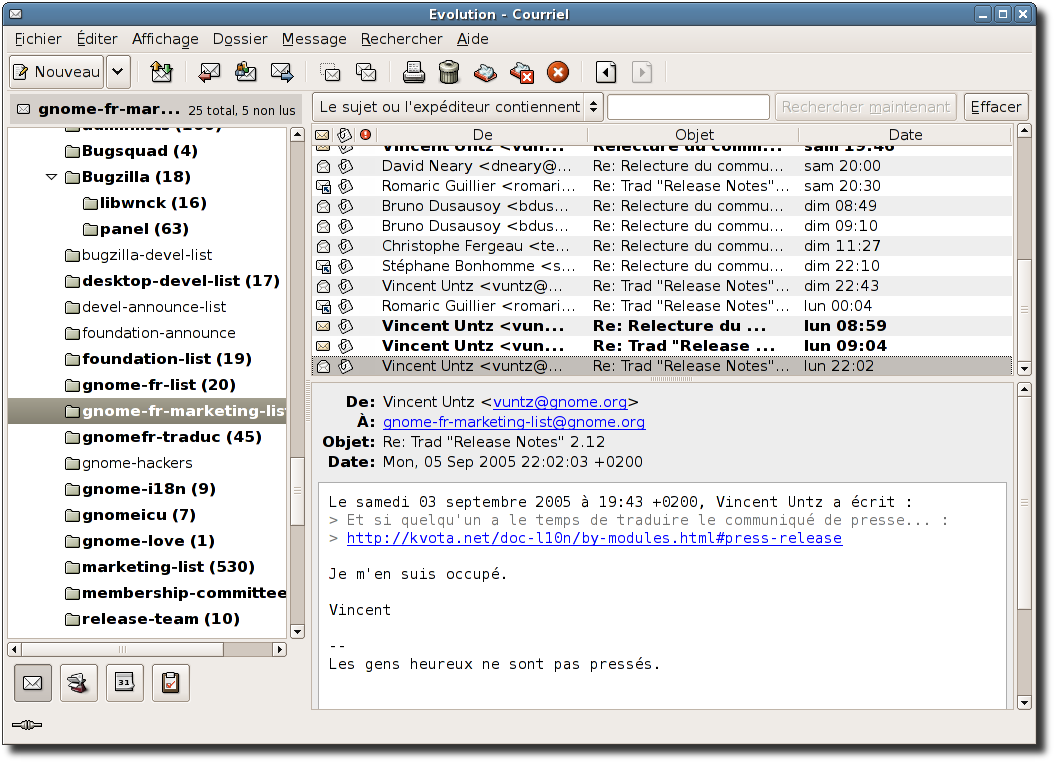 Evolution - Courriel
Fichier Éditer Affichage Dossier Message Rechercher Aide
Nouveau
gnome-fr-mar... 25 total, 5 non lus
Le sujet ou l'expéditeur contiennent Rechercher maintenant Effacer
Bugsquad (4)
Bugzilla (18)
libwnck (16)
panel (63)
bugzilla-devel-list
desktop-devel-list (17)
devel-announce-list
foundation-announce
foundation-list (19)
gnome-fr-list (20)
gnome-fr-marketing-lis
gnomefr-traduc (45)
gnome-hackers
gnome-i18n (9)
gnomeicu (7)
gnome-love (1)
marketing-list (530)
membership-committee
release-team (10)
31
De Objet Date
Vincent Untz <vun... Relecture du comm... sam 19:46
David Neary <dneary@... Re: Relecture du commu... sam 20:00
Romaric Guillier <romari... Re: Trad "Release Notes"... sam 20:30
Bruno Dusausoy <bdus... Re: Relecture du commu... dim 08:49
Bruno Dusausoy <bdus... Re: Relecture du commu... dim 09:10
Christophe Fergeau <te... Re: Relecture du commu... dim 11:27
Stéphane Bonhomme <s... Re: Relecture du commu... dim 22:10
Vincent Untz <vuntz@... Re: Trad "Release Notes"... dim 22:43
Romaric Guillier <romari... Re: Trad "Release Notes"... lun 00:04
Vincent Untz <vun... Re: Relecture du ... lun 08:59
Vincent Untz <vun... Re: Trad "Release ... lun 09:04
Vincent Untz <vuntz@... Re: Trad "Release Notes"... lun 22:02
De: Vincent Untz <vuntz@gnome.org>
À: gnome-fr-marketing-list@gnome.org
Objet: Re: Trad "Release Notes" 2.12
Date: Mon, 05 Sep 2005 22:02:03 +0200
Le samedi 03 septembre 2005 à 19:43 +0200, Vincent Untz a écrit :
> Et si quelqu'un a le temps de traduire le communiqué de presse... :
> http://kvota.net/doc-l10n/by-modules.html#press-release
Je m'en suis occupé.
Vincent
--
Les gens heureux ne sont pas pressés.